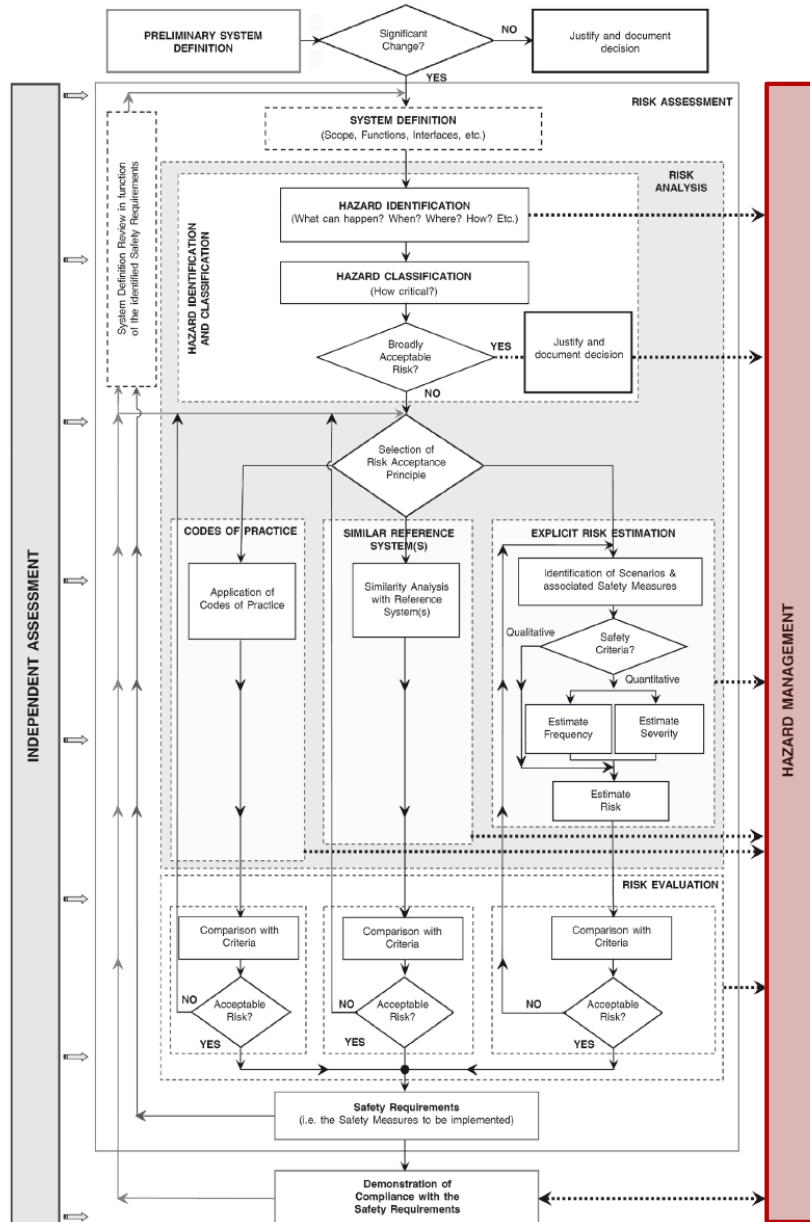 PRELIMINARY SYSTEM
DEFINITION
Significant
Change?
NO
Justify and document
decision
YES
RISK ASSESSMENT
SYSTEM DEFINITION
(Scope, Functions, Interfaces, etc.)
System Definition Review in function
of the identified Safety Requirements
RISK
ANALYSIS
HAZARD IDENTIFICATION
AND CLASSIFICATION
HAZARD IDENTIFICATION
(What can happen? When? Where? How? Etc.)
HAZARD CLASSIFICATION
(How critical?)
Broadly
Acceptable
Risk?
YES
Justify and
document decision
NO
Selection of
Risk Acceptance
Principle
CODES OF PRACTICE
Application of
Codes of Practice
SIMILAR REFERENCE
SYSTEM(S)
Similarity Analysis
with Reference
System(s)
EXPLICIT RISK ESTIMATION
Identification of Scenarios &
associated Safety Measures
Qualitative
Safety
Criteria?
Quantitative
Estimate
Frequency
Estimate
Severity
Estimate
Risk
INDEPENDENT ASSESSMENT
HAZARD MANAGEMENT
RISK EVALUATION
Comparison with
Criteria
NO
Acceptable
Risk?
YES
Comparison with
Criteria
NO
Acceptable
Risk?
YES
Comparison with
Criteria
NO
Acceptable
Risk?
YES
Safety Requirements
(i.e. the Safety Measures to be implemented)
Demonstration of
Compliance with the
Safety Requirements